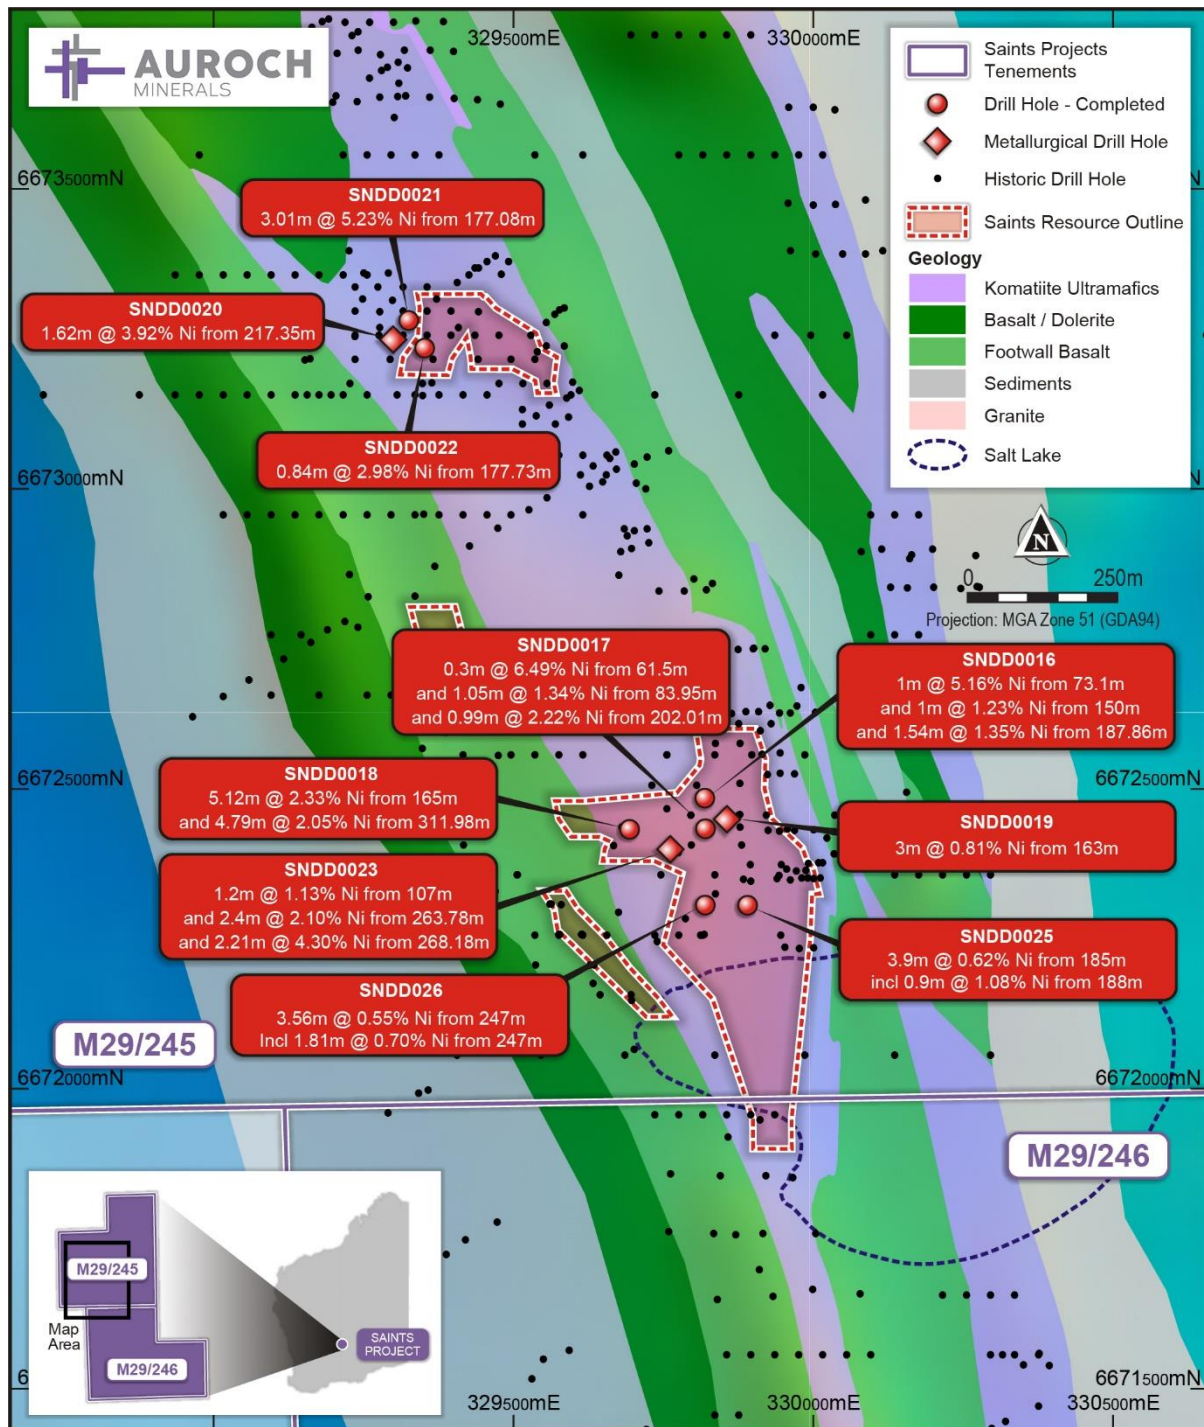 AUROCH
MINERALS
329500mE
330000mE
Saints Projects
Tenements
Drill Hole - Completed
Metallurgical Drill Hole
Historic Drill Hole
Saints Resource Outline
Geology
Komatiite Ultramafics
Basalt / Dolerite
Footwall Basalt
Sediments
Granite
Salt Lake
6673500mN
SNDD0021
3.01m @ 5.23% Ni from 177.08m
SNDD0020
1.62m @ 3.92% Ni from 217.35m
SNDD0022
0.84m @ 2.98% Ni from 177.73m
6673000mN
N
0 250m
Projection: MGA Zone 51 (GDA94)
SNDD0017
0.3m @ 6.49% Ni from 61.5m
and 1.05m @ 1.34% Ni from 83.95m
and 0.99m @ 2.22% Ni from 202.01m
SNDD0016
1m @ 5.16% Ni from 73.1m
and 1m @ 1.23% Ni from 150m
and 1.54m @ 1.35% Ni from 187.86m
6672500mN
6672500mN
SNDD0018
5.12m @ 2.33% Ni from 165m
and 4.79m @ 2.05% Ni from 311.98m
SNDD0019
3m @ 0.81% Ni from 163m
SNDD0023
1.2m @ 1.13% Ni from 107m
and 2.4m @ 2.10% Ni from 263.78m
and 2.21m @ 4.30% Ni from 268.18m
SNDD0025
3.9m @ 0.62% Ni from 185m
incl 0.9m @ 1.08% Ni from 188m
SNDD026
3.56m @ 0.55% Ni from 247m
Incl 1.81m @ 0.70% Ni from 247m
M29/245
6672000mN
6672000mN
M29/246
M29/245
Map
Area
M29/246
SAINTS
PROJECT
6671500mN
329500mE
330000mE
330500mE